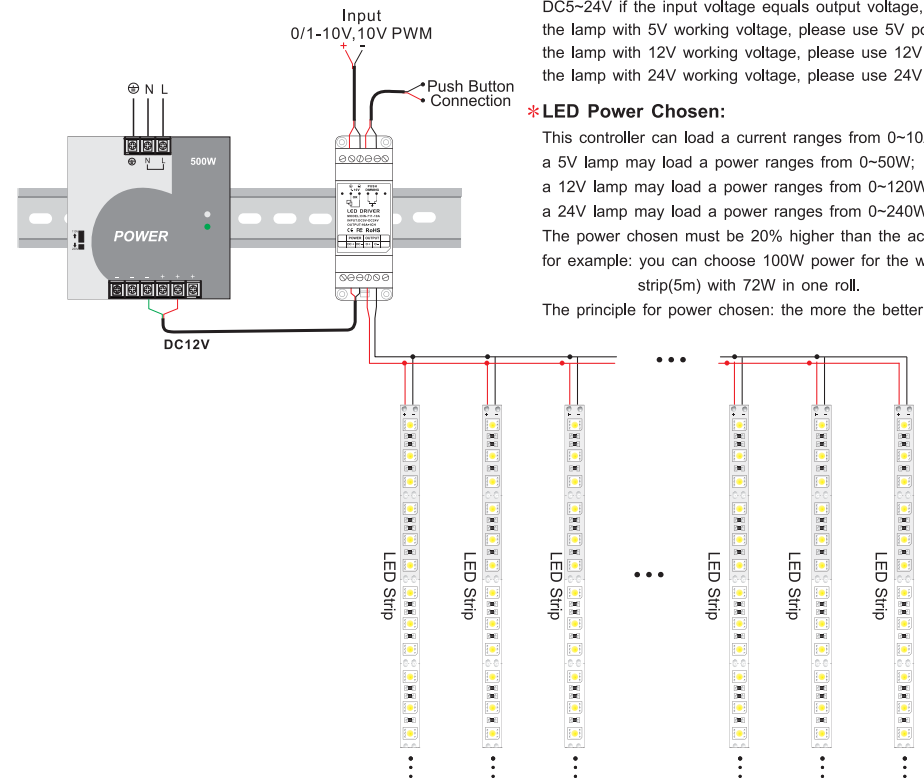 Input
0/1-10V,10V PWM
+ -
Push Button
Connection
N L
N L
500W
POWER
- - - + + +
DC12V
PUSH
DIMMING
LED DRIVER
CE FC RoHS
POWER OUTPUT
DC5~24V if the input voltage equals output voltage,
the lamp with 5V working voltage, please use 5V po
the lamp with 12V working voltage, please use 12V
the lamp with 24V working voltage, please use 24V
*LED Power Chosen:
This controller can load a current ranges from 0~10
a 5V lamp may load a power ranges from 0~50W;
a 12V lamp may load a power ranges from 0~120W
a 24V lamp may load a power ranges from 0~240W
The power chosen must be 20% higher than the ac
for example: you can choose 100W power for the w
strip(5m) with 72W in one roll.
The principle for power chosen: the more the better
•••
+ - + - + - + - + - + -
LED Strip
LED Strip
LED Strip
•••
LED Strip
LED Strip
LED Strip